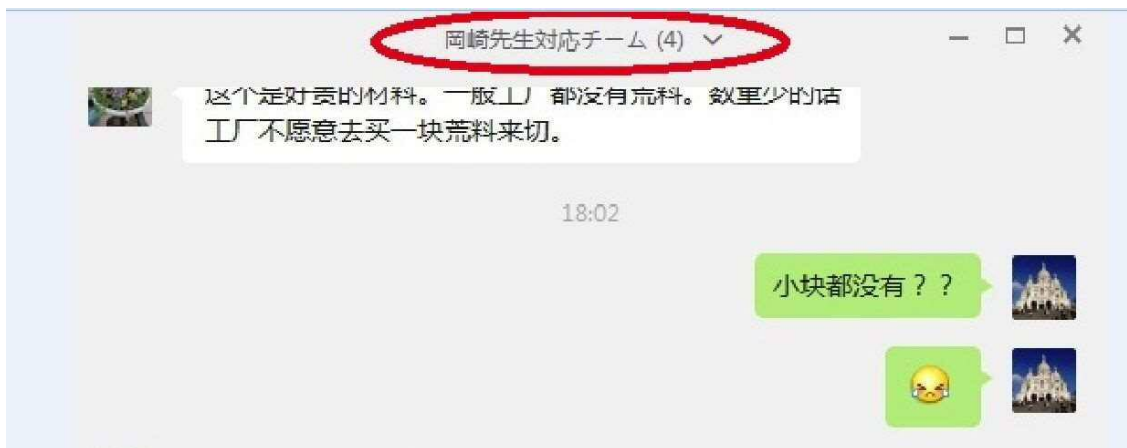 岡崎先生対応チーム (4)
这个是好贵的材料。一般工厂都没有荒料。数量少的话
工厂不愿意去买一块荒料来切。
18:02
小块都没有？？